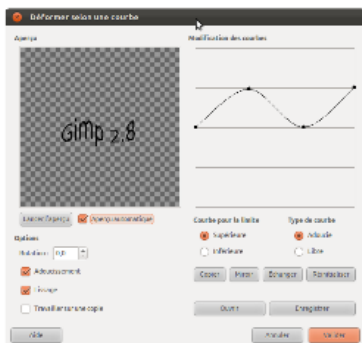 Déformer selon une courbe
Aperçu
Modification des courbes
Gimp 2.8
Lancer l'aperçu
Aperçu automatique
Options
Rotation : 0,0
Adoucissement
Lissage
Travailler sur une copie
Courbe pour la limite
Supérieure
Inférieure
Type de courbe
Adoucie
Libre
Copier
Miroir
Échanger
Réinitialiser
Ouvrir
Enregistrer
Aide
Annuler
Valider